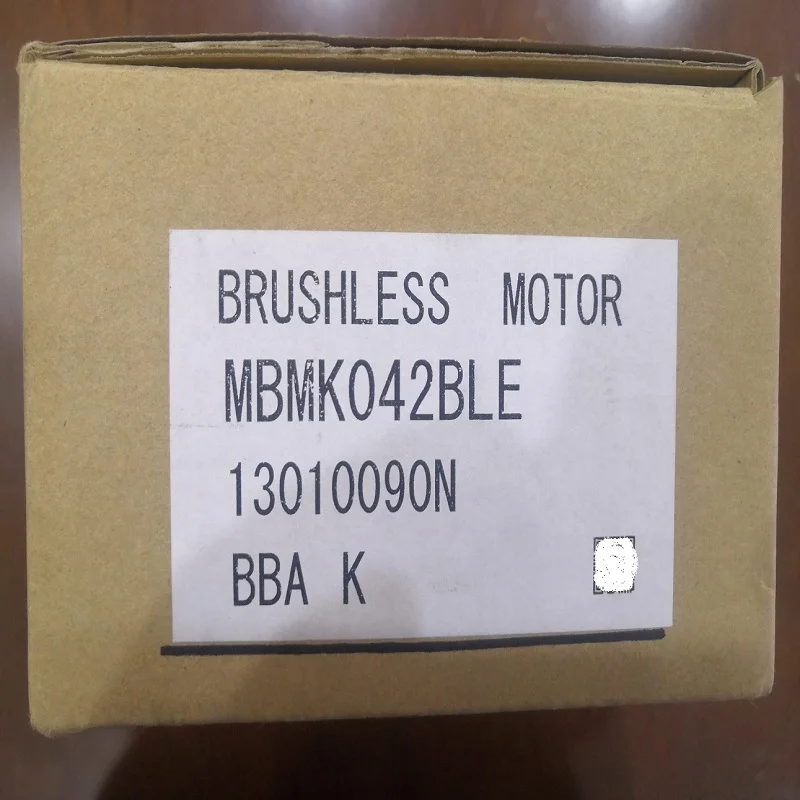 BRUSHLESS MOTOR
MBMK042BLE
13010090N
BBA K